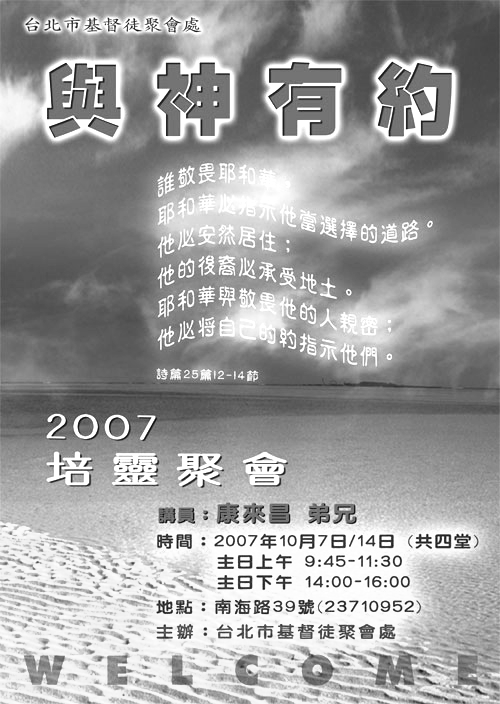 台北市基督徒聚會處
與神有約
誰敬畏耶和華，
耶和華必指示他當選擇的道路。
他必安然居住；
他的後裔必承受地土。
耶和華與敬畏他的人親密；
他必將自己的約指示他們。
詩篇25篇12-14節
2007
培靈聚會
講員：康來昌 弟兄
時間：2007年10月7日/14日（共四堂）
主日上午 9:45-11:30
主日下午 14:00-16:00
地點：南海路39號(23710952)
主辦：台北市基督徒聚會處
WELCOME